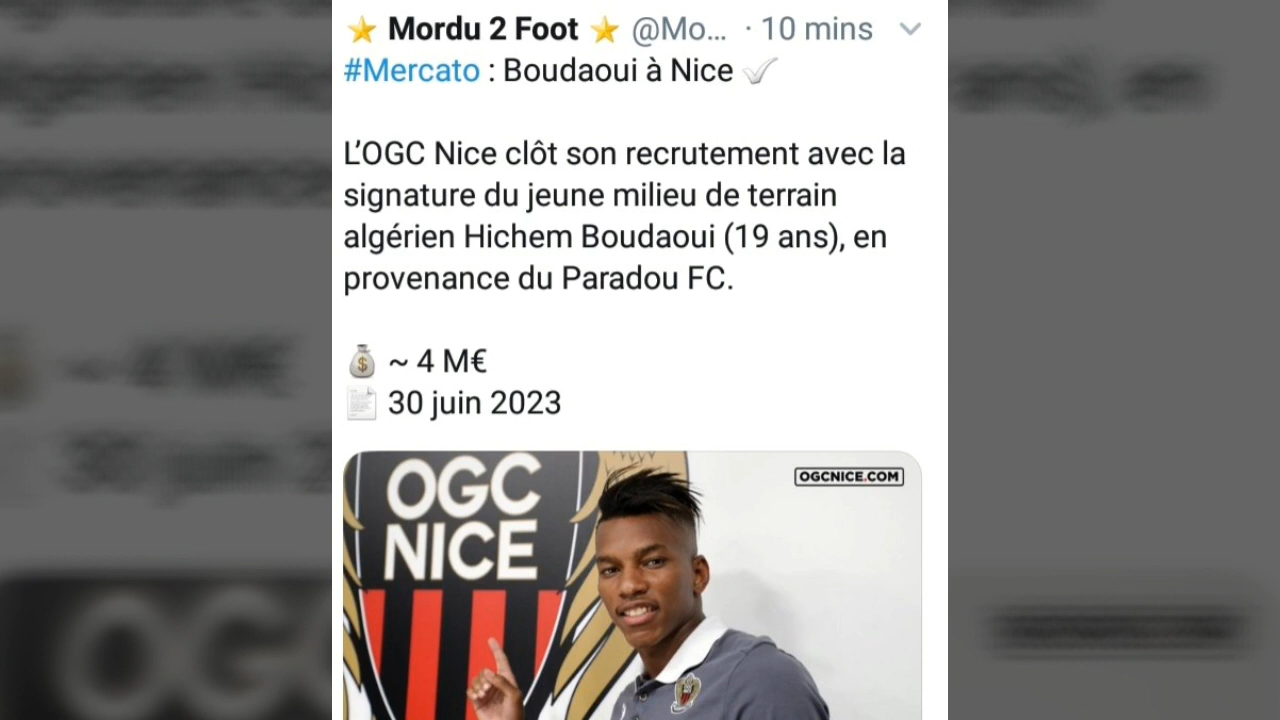 ⭐ Mordu 2 Foot ⭐ @Mo... · 10 mins
#Mercato : Boudaoui à Nice ✅
L’OGC Nice clôt son recrutement avec la
signature du jeune milieu de terrain
algérien Hichem Boudaoui (19 ans), en
provenance du Paradou FC.
💰 ~ 4 M€
📄 30 juin 2023
OGC
NICE
OGCNICE.COM